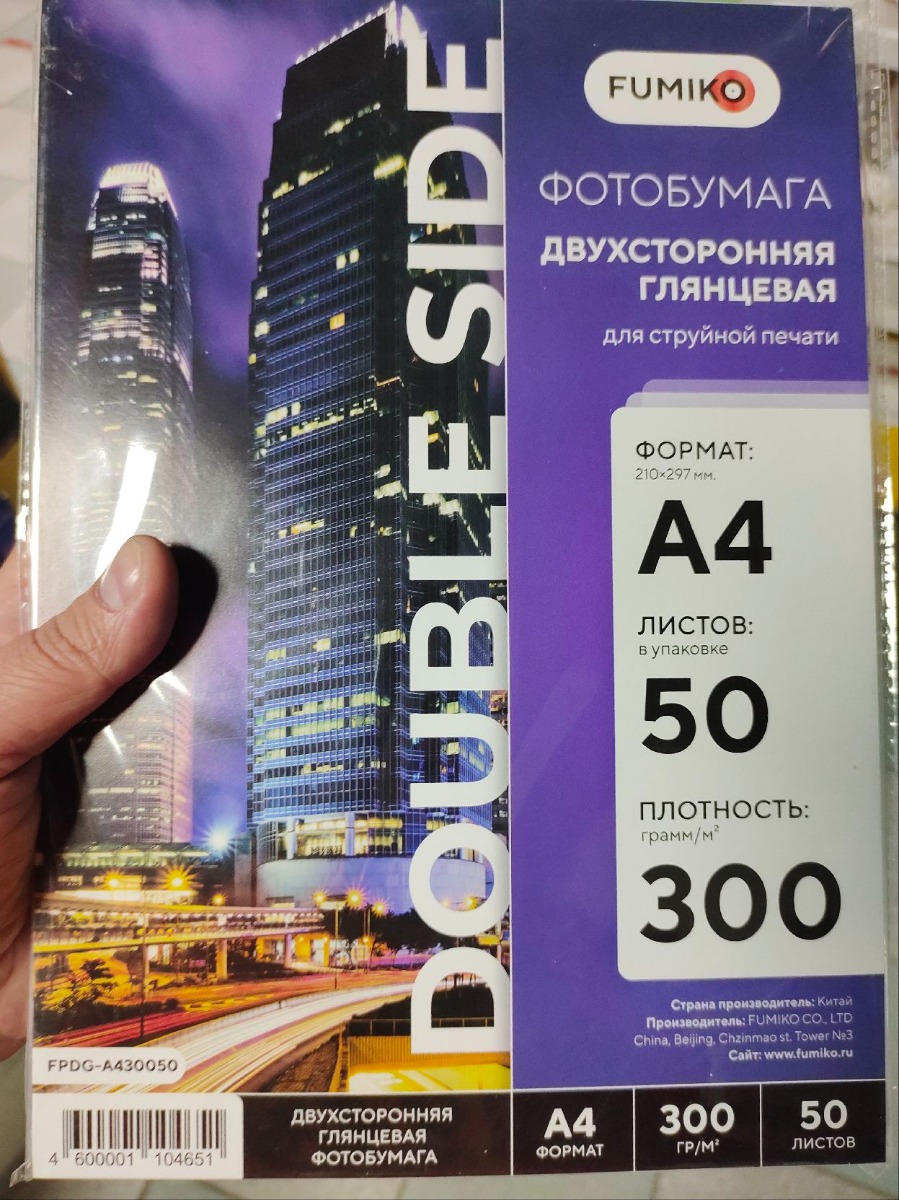 FUMIKO
ФОТОБУМАГА
ДВУХСТОРОННЯЯ
ГЛЯНЦЕВАЯ
для струйной печати
DOUBLE SIDE
ФОРМАТ:
210×297 мм.
A4
ЛИСТОВ:
в упаковке
50
ПЛОТНОСТЬ:
грамм/м²
300
Страна производитель: Китай
Производитель: FUMIKO CO., LTD
China, Beijing, Chzinmao st. Tower №3
Сайт: www.fumiko.ru
FPDG-A430050
4 600001 104651
ДВУХСТОРОННЯЯ
ГЛЯНЦЕВАЯ
ФОТОБУМАГА
A4
ФОРМАТ
300
ГР/М²
50
ЛИСТОВ